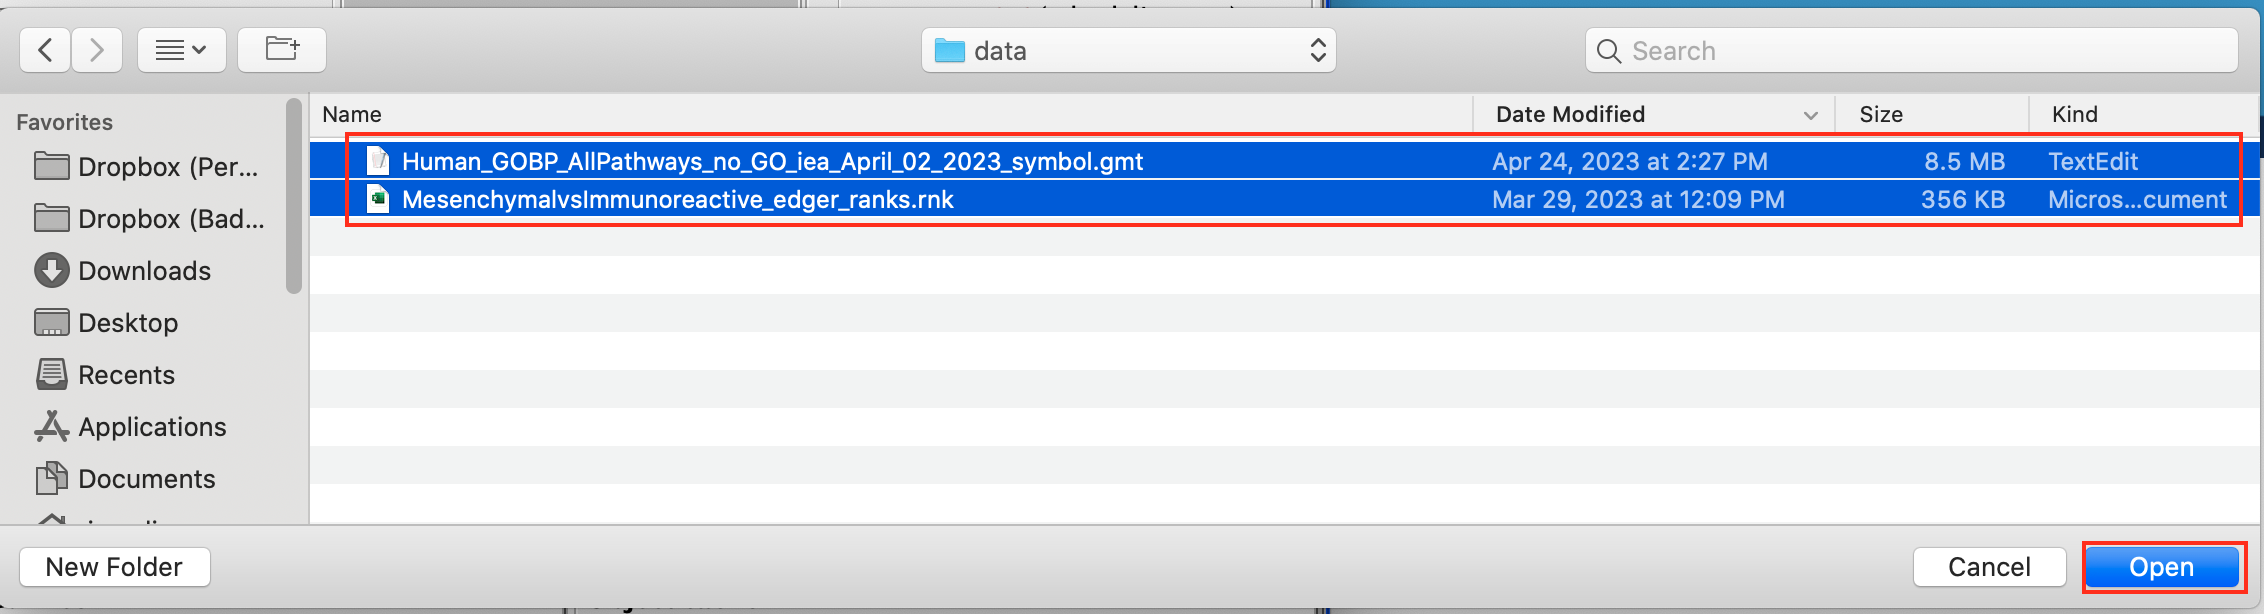 data
Search
Favorites
Dropbox (Per...
Dropbox (Bad...
Downloads
Desktop
Recents
Applications
Documents
Name Date Modified Size Kind
Human_GOBP_AllPathways_no_GO_iea_April_02_2023_symbol.gmt Apr 24, 2023 at 2:27 PM 8.5 MB TextEdit
MesenchymalvsImmunoreactive_edger_ranks.rnk Mar 29, 2023 at 12:09 PM 356 KB Micros...cument
New Folder Cancel Open